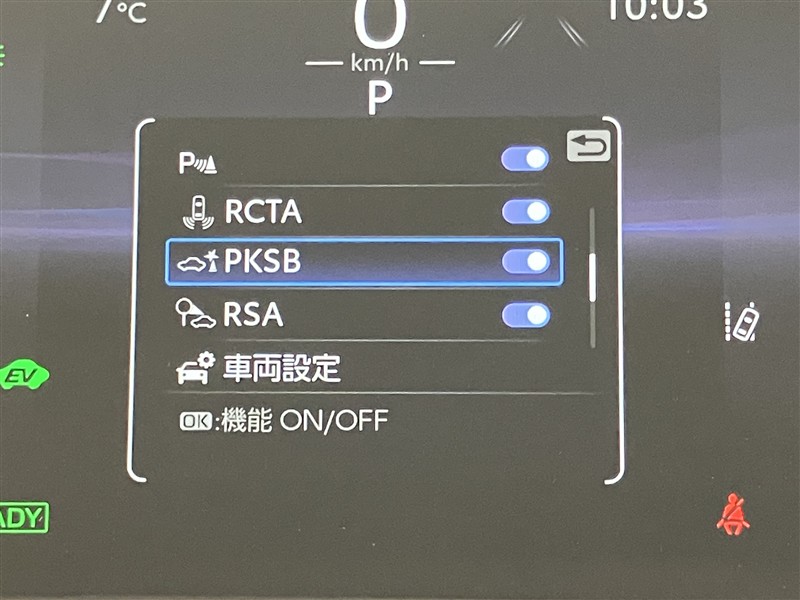 7°C
0
10:03
km/h
P
P
RCTA
PKSB
RSA
車両設定
EV
OK:機能 ON/OFF
ADY